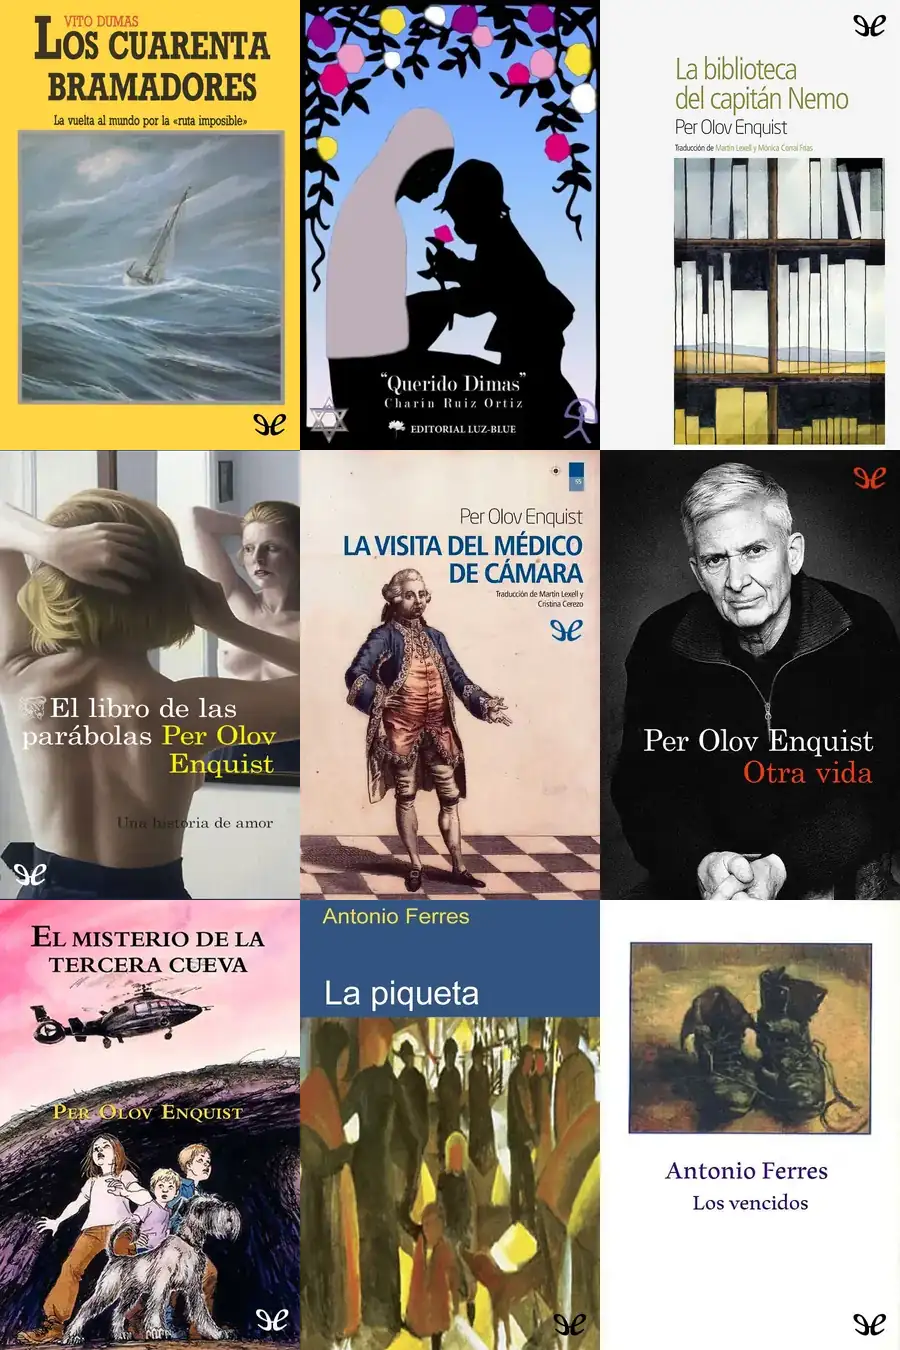 VITO DUMAS
LOS CUARENTA
BRAMADORES
La vuelta al mundo por la «ruta imposible»
"Querido Dimas"
Charin Ruiz Ortiz
EDITORIAL LUZ-BLUE
La biblioteca
del capitán Nemo
Per Olov Enquist
Traducción de Martin Lexell y Mónica Corral Frías
El libro de las
parábolas Per Olov
Enquist
Una historia de amor
55
Per Olov Enquist
LA VISITA DEL MÉDICO
DE CÁMARA
Traducción de Martin Lexell y
Cristina Cerezo
Per Olov Enquist
Otra vida
EL MISTERIO DE LA
TERCERA CUEVA
PER OLOV ENQUIST
Antonio Ferres
La piqueta
Antonio Ferres
Los vencidos